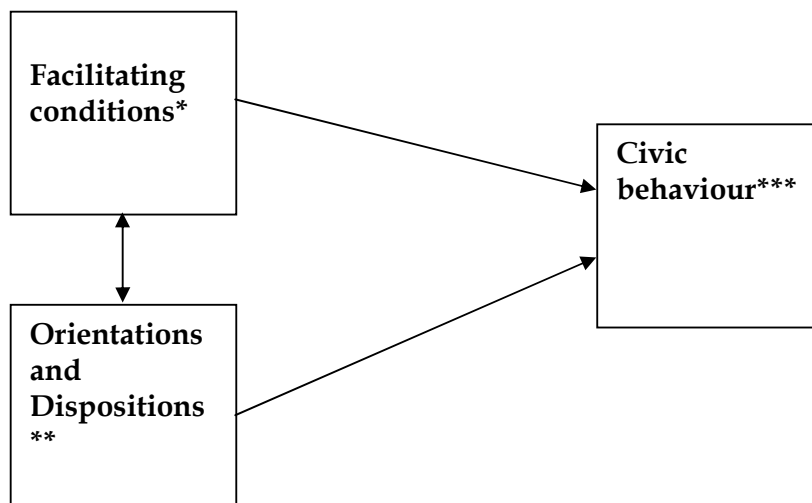 Facilitating
conditions*
Civic
behaviour***
Orientations
and
Dispositions
**